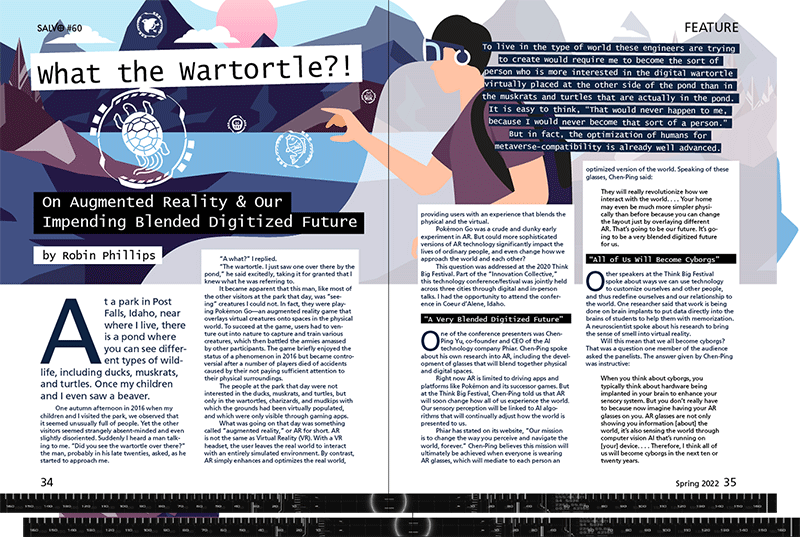 SALVO #60
What the Wartortle?!
On Augmented Reality & Our
Impending Blended Digitized Future
by Robin Phillips
At a park in Post
Falls, Idaho, near
where I live, there
is a pond where
you can see differ-
ent types of wild-
life, including ducks, muskrats,
and turtles. Once my children
and I even saw a beaver.
One autumn afternoon in 2016 when my
children and I visited the park, we observed that
it seemed unusually full of people. Yet the other
visitors seemed strangely absent-minded and even
slightly disoriented. Suddenly I heard a man talk-
ing to me. "Did you see the wartortle over there?"
the man, probably in his late twenties, asked, as he
started to approach me.
"A what?" I replied.
"The wartortle. I just saw one over there by the
pond," he said excitedly, taking it for granted that I
knew what he was referring to.
It became apparent that this man, like most of
the other visitors at the park that day, was "see-
ing" creatures I could not. In fact, they were play-
ing Pokémon Go—an augmented reality game that
overlays virtual creatures onto spaces in the physical
world. To succeed at the game, users had to ven-
ture out into nature to capture and train various
creatures, which then battled the armies amassed
by other participants. The game briefly enjoyed the
status of a phenomenon in 2016 but became contro-
versial after a number of players died of accidents
caused by their not paying sufficient attention to
their physical surroundings.
The people at the park that day were not
interested in the ducks, muskrats, and turtles, but
only in the wartortles, charizards, and mudkips with
which the grounds had been virtually populated,
and which were only visible through gaming apps.
What was going on that day was something
called "augmented reality," or AR for short. AR
is not the same as Virtual Reality (VR). With a VR
headset, the user leaves the real world to interact
with an entirely simulated environment. By contrast,
AR simply enhances and optimizes the real world,
34
FEATURE
To live in the type of world these engineers are trying
to create would require me to become the sort of
person who is more interested in the digital wartortle
virtually placed at the other side of the pond than in
the muskrats and turtles that are actually in the pond.
It is easy to think, "That would never happen to me,
because I would never become that sort of a person."
But in fact, the optimization of humans for
metaverse-compatibility is already well advanced.
providing users with an experience that blends the
physical and the virtual.
Pokémon Go was a crude and clunky early
experiment in AR. But could more sophisticated
versions of AR technology significantly impact the
lives of ordinary people, and even change how we
approach the world and each other?
This question was addressed at the 2020 Think
Big Festival. Part of the "Innovation Collective,"
this technology conference/festival was jointly held
across three cities through digital and in-person
talks. I had the opportunity to attend the confer-
ence in Coeur d'Alene, Idaho.
"A Very Blended Digitized Future"
One of the conference presenters was Chen-
Ping Yu, co-founder and CEO of the AI
technology company Phiar. Chen-Ping spoke
about his own research into AR, including the devel-
opment of glasses that will blend together physical
and digital spaces.
Right now AR is limited to driving apps and
platforms like Pokémon and its successor games. But
at the Think Big Festival, Chen-Ping told us that AR
will soon change how all of us experience the world.
Our sensory perception will be linked to AI algo-
rithms that will continually adjust how the world is
presented to us.
Phiar has stated on its website, "Our mission
is to change the way you perceive and navigate the
world, forever." Chen-Ping believes this mission will
ultimately be achieved when everyone is wearing
AR glasses, which will mediate to each person an
optimized version of the world. Speaking of these
glasses, Chen-Ping said:
They will really revolutionize how we
interact with the world. . . . Your home
may even be much more simpler physi-
cally than before because you can change
the layout just by overlaying different
AR. That's going to be our future. It's go-
ing to be a very blended digitized future
for us.
"All of Us Will Become Cyborgs"
Other speakers at the Think Big Festival
spoke about ways we can use technology
to customize ourselves and other people,
and thus redefine ourselves and our relationship to
the world. One researcher said that work is being
done on brain implants to put data directly into the
brains of students to help them with memorization.
A neuroscientist spoke about his research to bring
the sense of smell into virtual reality.
Will this mean that we all become cyborgs?
That was a question one member of the audience
asked the panelists. The answer given by Chen-Ping
was instructive:
When you think about cyborgs, you
typically think about hardware being
implanted in your brain to enhance your
sensory system. But you don't really have
to because now imagine having your AR
glasses on you. AR glasses are not only
showing you information [about] the
world, it's also sensing the world through
computer vision AI that's running on
[your] device. . . . Therefore, I think all of
us will become cyborgs in the next ten or
twenty years.
Spring 2022 35